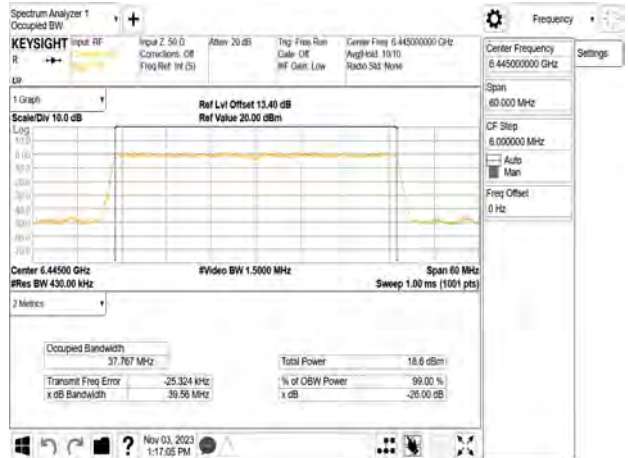 Spectrum Analyzer 1
Occupied BW
+
Frequency
KEYSIGHT Input: RF
R
Input Z: 50 Ω
Corrections: Off
Freq Ref: Int (S)
Atten: 20 dB
Trig: Free Run
Gate: Off
#IF Gain: Low
Center Freq: 6.445000000 GHz
Avg|Hold: 10/10
Radio Std: None
Center Frequency
6.445000000 GHz
Settings
Span
60.000 MHz
CF Step
6.000000 MHz
Auto
Man
Freq Offset
0 Hz
1 Graph
Scale/Div 10.0 dB
Ref Lvl Offset 13.40 dB
Ref Value 20.00 dBm
Log
10.0
0.00
Center 6.44500 GHz
#Res BW 430.00 kHz
#Video BW 1.5000 MHz
Span 60 MHz
Sweep 1.00 ms (1001 pts)
2 Metrics
Occupied Bandwidth
37.767 MHz
Total Power 18.6 dBm
Transmit Freq Error -25.324 kHz
% of OBW Power 99.00 %
x dB Bandwidth 39.56 MHz
x dB -26.00 dB
?
Nov 03, 2023
1:17:05 PM